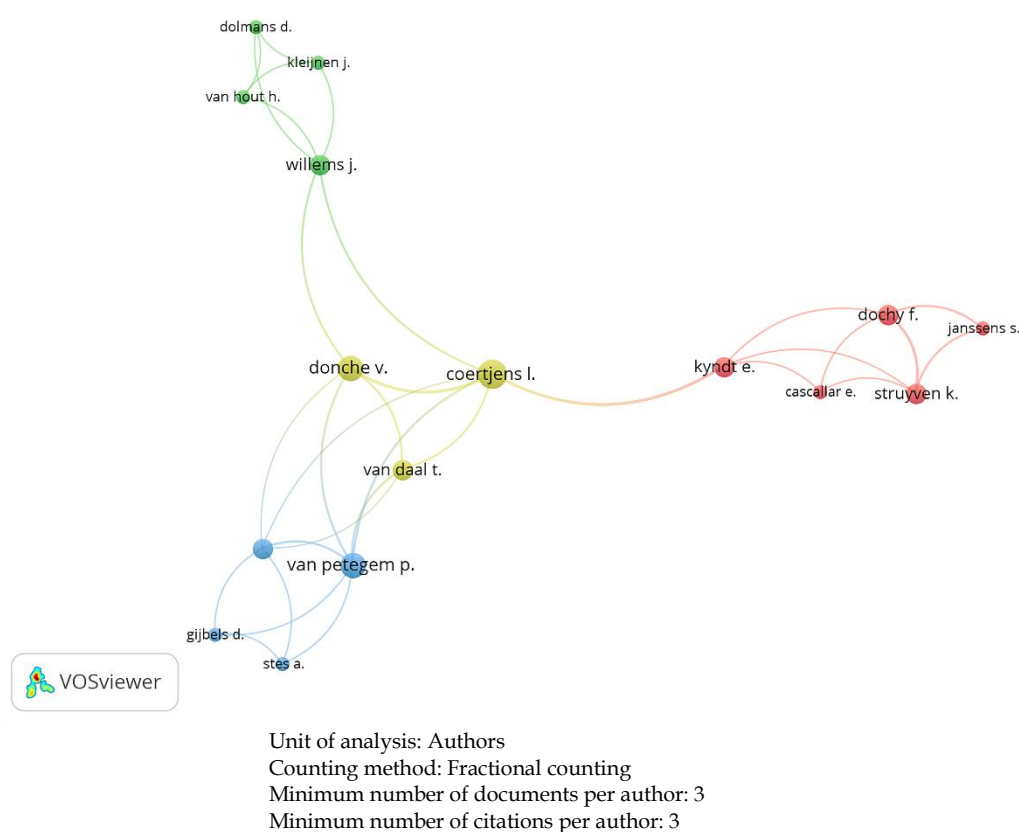 dolmans d.
kleijnen j.
van hout h.
willems j.
dochy f.
janssens s.
donche v.
coertjens l.
kyndt e.
cascallar e.
struyven k.
van daal t.
van petegem p.
gijbels d.
stes a.
VOSviewer
Unit of analysis: Authors
Counting method: Fractional counting
Minimum number of documents per author: 3
Minimum number of citations per author: 3